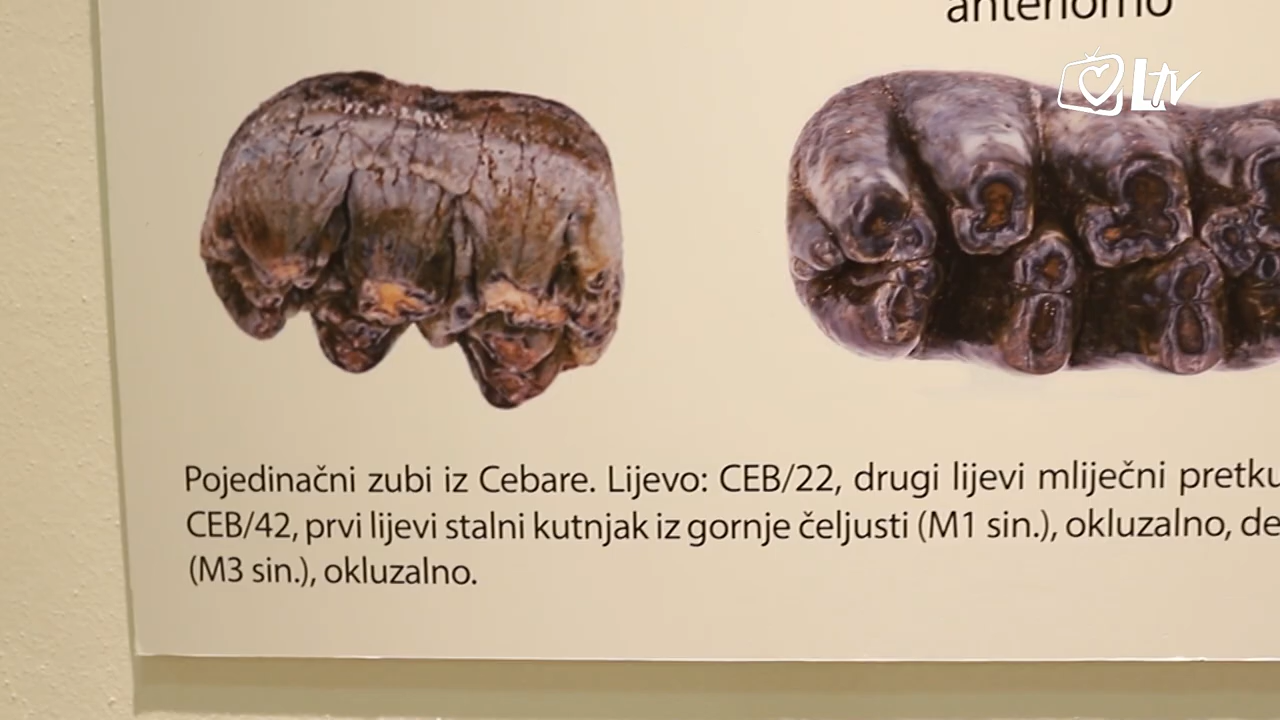 anteriorno
LTV
Pojedinačni zubi iz Cebare. Lijevo: CEB/22, drugi lijevi mliječni pretku
CEB/42, prvi lijevi stalni kutnjak iz gornje čeljusti (M1 sin.), okluzalno, de
(M3 sin.), okluzalno.